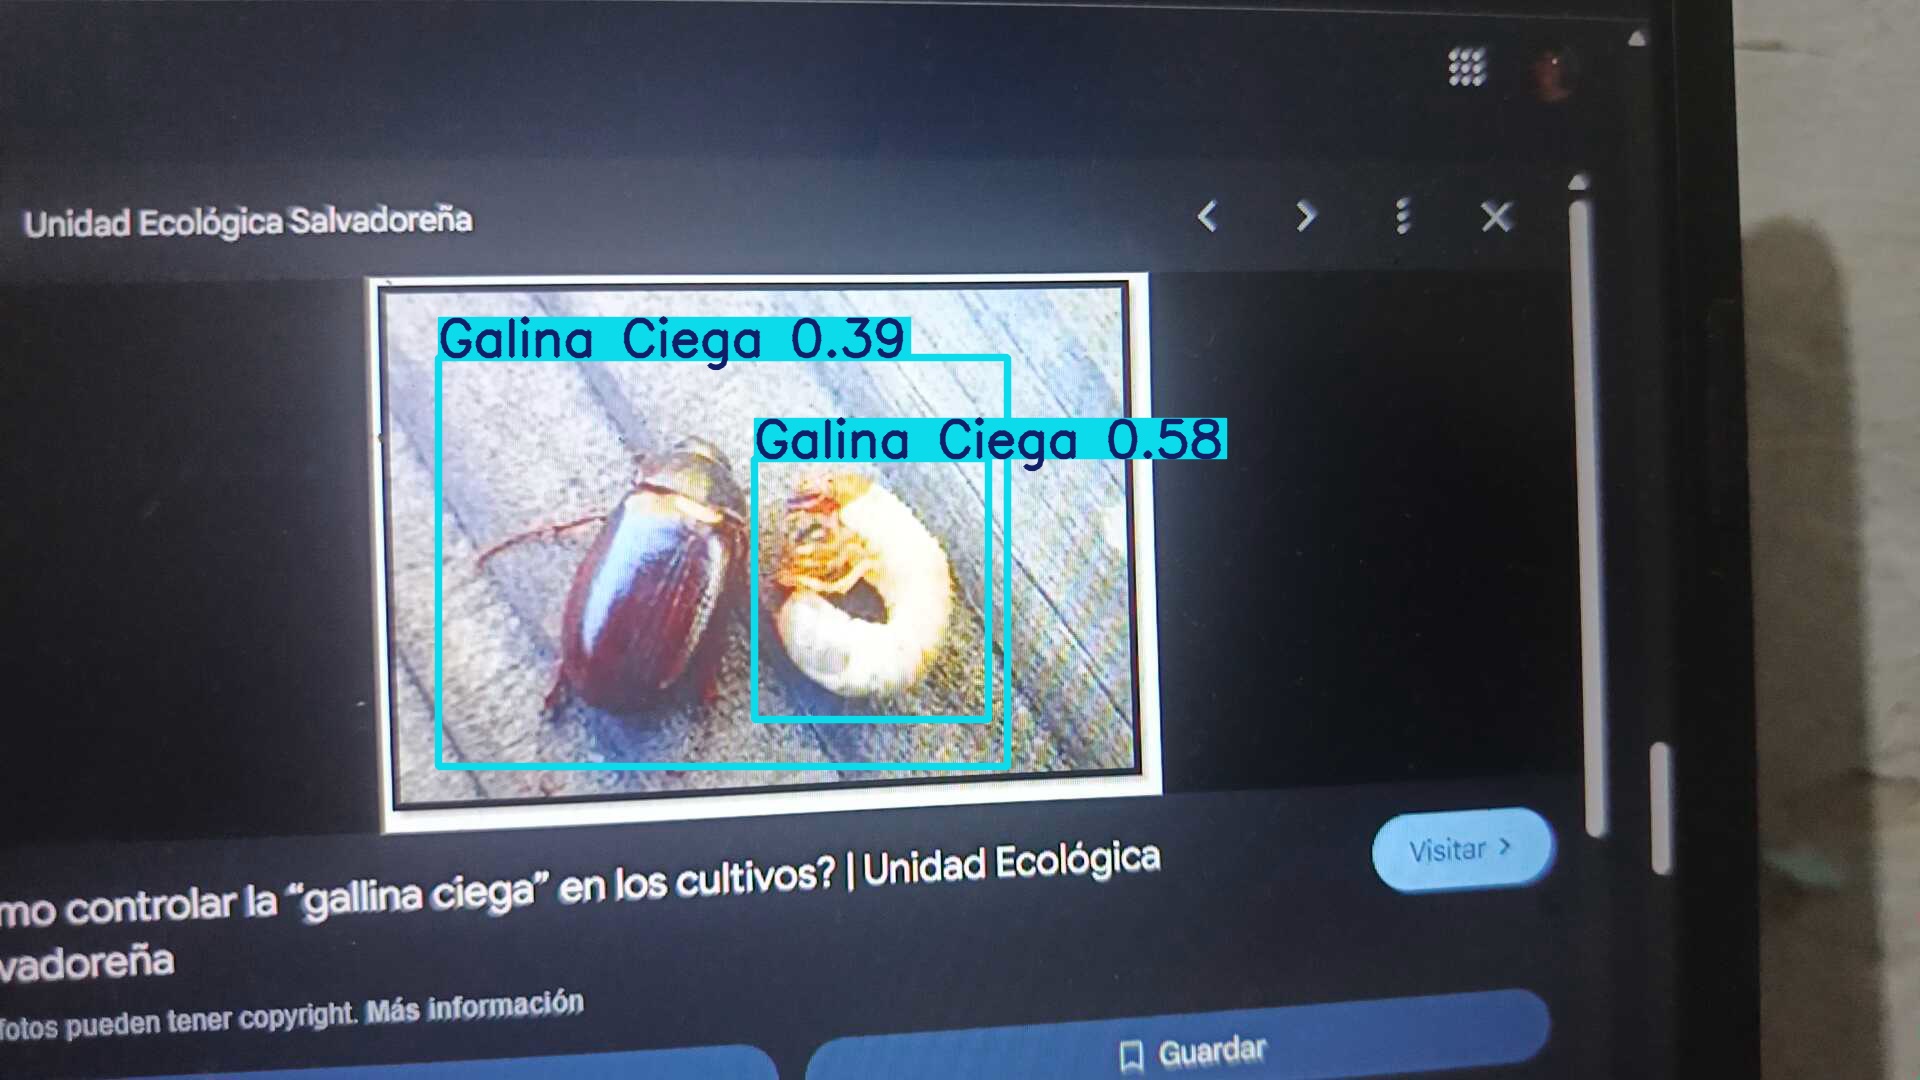 Unidad Ecológica Salvadoreña
Galina Ciega 0.39
Galina Ciega 0.58
mo controlar la “gallina ciega” en los cultivos? | Unidad Ecológica
vadoreña
Visitar
fotos pueden tener copyright. Más información
Guardar